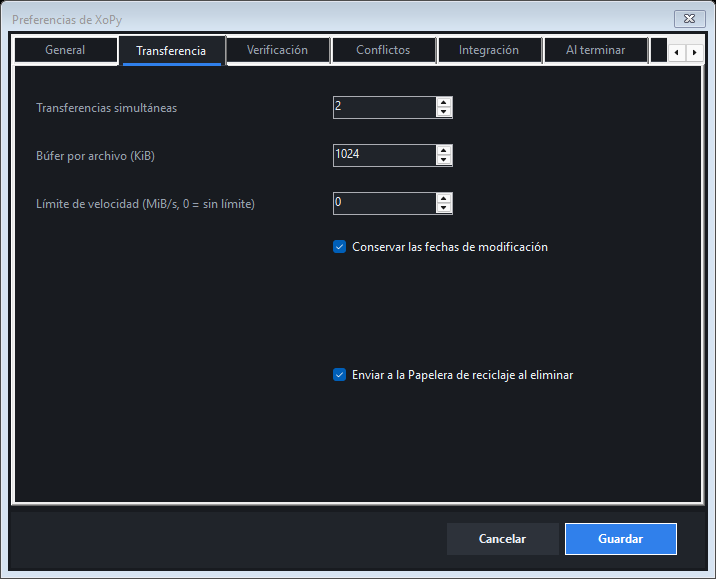 Preferencias de XoPy
General
Transferencia
Verificación
Conflictos
Integración
Al terminar
Transferencias simultáneas
2
Búfer por archivo (KiB)
1024
Límite de velocidad (MiB/s, 0 = sin límite)
0
Conservar las fechas de modificación
Enviar a la Papelera de reciclaje al eliminar
Cancelar
Guardar